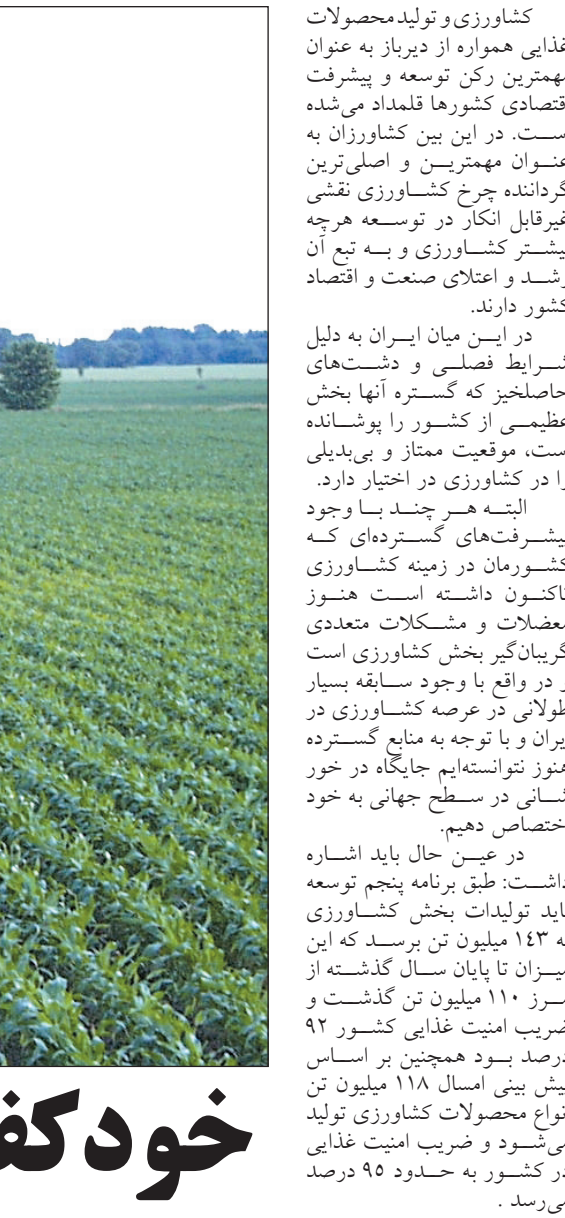 کشاورزی و تولید محصولات
غذایی همواره از دیرباز به عنوان
مهمترین رکن توسعه و پیشرفت
قتصادی کشورها قلمداد می‌شده
ست. در این بین کشاورزان به
عنوان مهمترین و اصلی‌ترین
گرداننده چرخ کشاورزی نقشی
غیرقابل انکار در توسعه هرچه
بیشتر کشاورزی و به تبع آن
رشد و اعتلای صنعت و اقتصاد
کشور دارند.
در این میان ایران به دلیل
شرایط فصلی و دشت‌های
حاصلخیز که گستره آنها بخش
عظیمی از کشور را پوشانده
ست، موقعیت ممتاز و بی‌بدیلی
را در کشاورزی در اختیار دارد.
البته هر چند با وجود
پیشرفت‌های گسترده‌ای که
کشورمان در زمینه کشاورزی
تاکنون داشته است هنوز
معضلات و مشکلات متعددی
گریبان‌گیر بخش کشاورزی است
و در واقع با وجود سابقه بسیار
طولانی در عرصه کشاورزی در
یران و با توجه به منابع گسترده
هنوز نتوانسته‌ایم جایگاه در خور
شانی در سطح جهانی به خود
ختصاص دهیم.
در عین حال باید اشاره
داشت: طبق برنامه پنجم توسعه
باید تولیدات بخش کشاورزی
به ۱۴۳ میلیون تن برسد که این
میزان تا پایان سال گذشته از
مرز ۱۱۰ میلیون تن گذشت و
ضریب امنیت غذایی کشور ۹۲
درصد بود همچنین بر اساس
پیش بینی امسال ۱۱۸ میلیون تن
نواع محصولات کشاورزی تولید
می‌شود و ضریب امنیت غذایی
در کشور به حدود ۹۵ درصد
می‌رسد .
خودکف